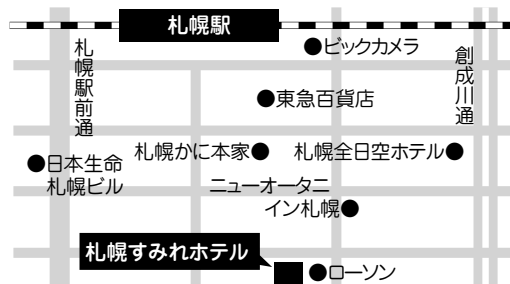 札幌駅
ビックカメラ
札幌駅前通
創成川通
東急百貨店
札幌かに本家
札幌全日空ホテル
日本生命
札幌ビル
ニューオータニ
イン札幌
札幌すみれホテル
ローソン